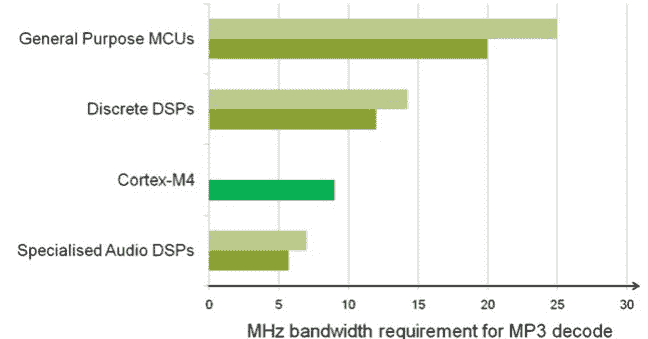 General Purpose MCUs
Discrete DSPs
Cortex-M4
Specialised Audio DSPs
0 5 10 15 20 25 30
MHz bandwidth requirement for MP3 decode